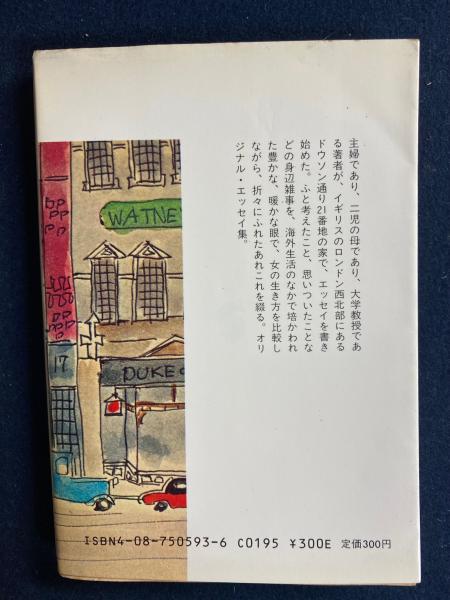 主婦であり、二児の母であり、大学教授であ
る著者が、イギリスのロンドン西北部にある
ドウソン通り21番地の家で、エッセイを書き
始めた。ふと考えたこと、思いついたことな
どの身辺雑事を、海外生活のなかで培かわれ
た豊かな、暖かな眼で、女の生き方を比較し
ながら、折々にふれたあれこれを綴る。オリ
ジナル・エッセイ集。
WATNE
17
DUKE
ISBN4-08-750593-6 C0195 ¥300E 定価300円